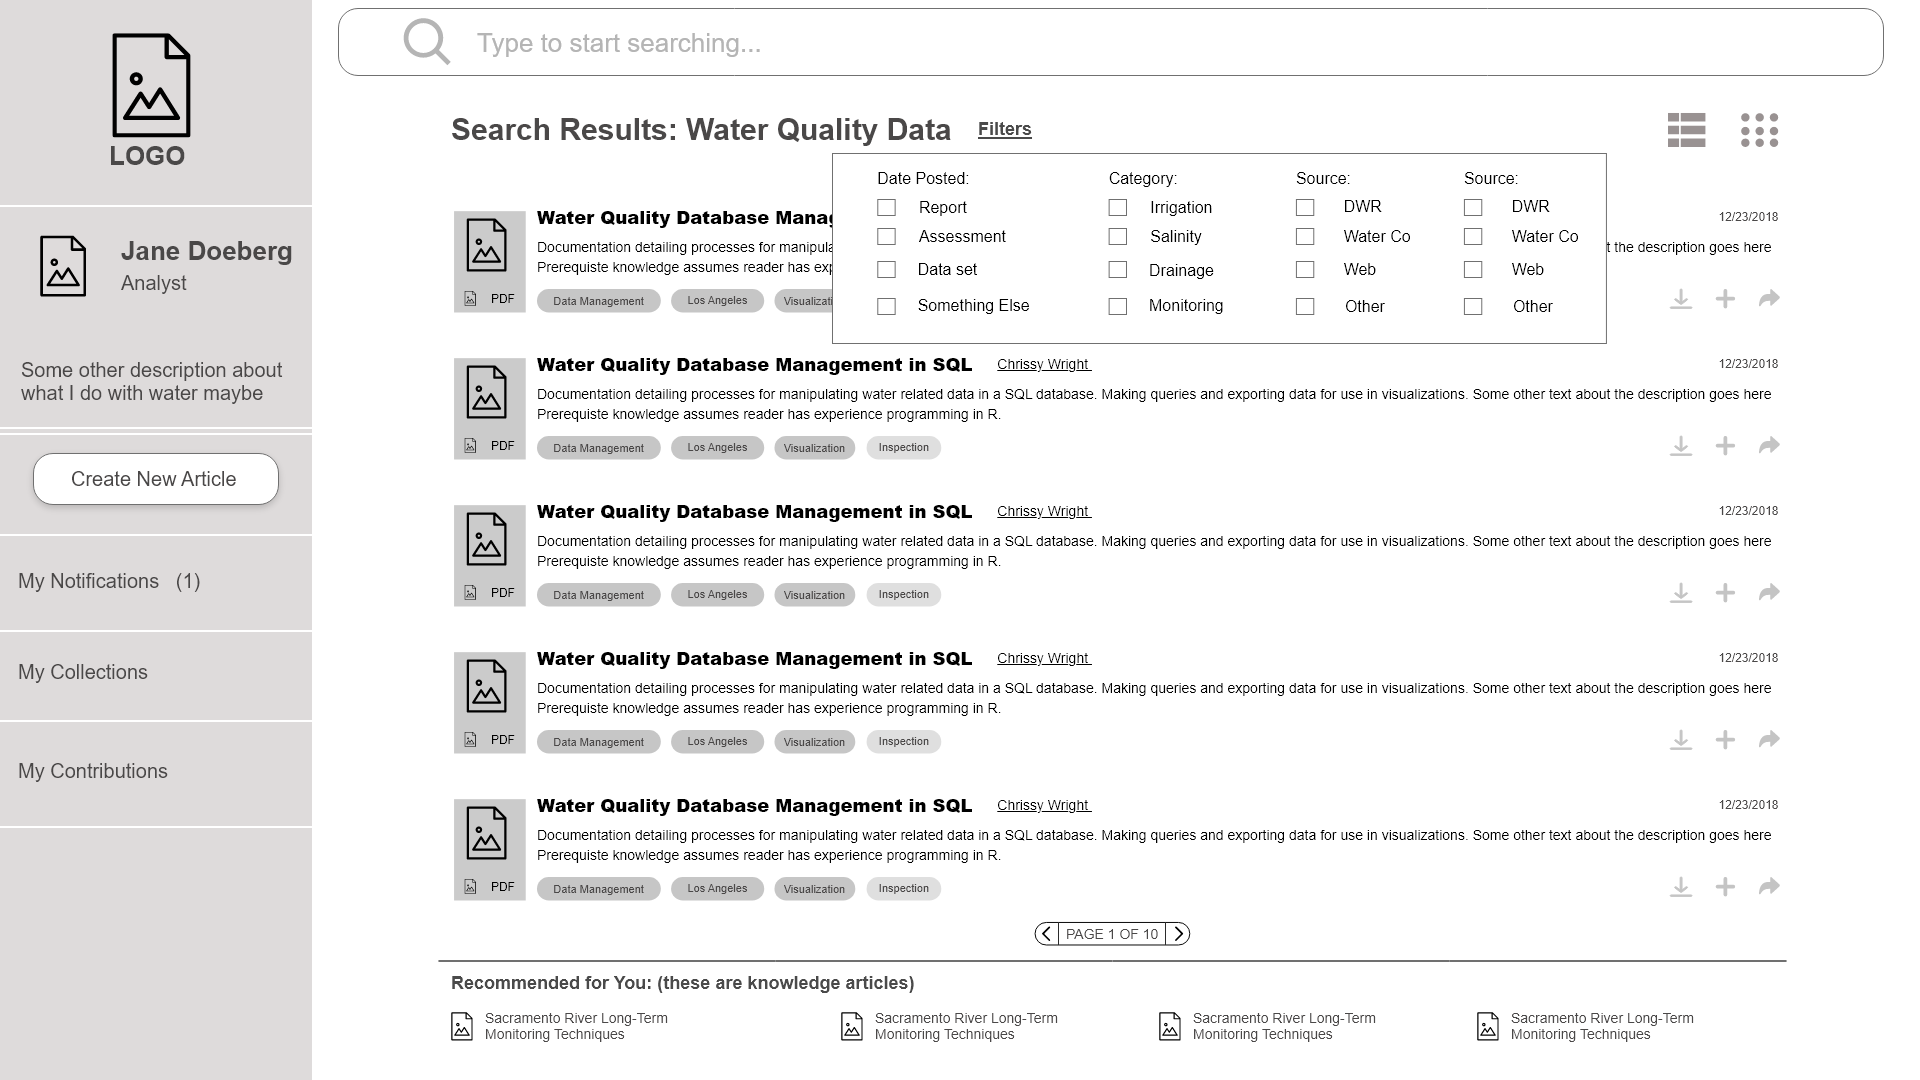 LOGO
Jane Doeberg
Analyst
Some other description about
what I do with water maybe
Create New Article
My Notifications (1)
My Collections
My Contributions
Type to start searching...
Search Results: Water Quality Data Filters
Date Posted: Category: Source: Source:
Report Irrigation DWR DWR
Assessment Salinity Water Co Water Co
Data set Drainage Web Web
Something Else Monitoring Other Other
Water Quality Database Manag 12/23/2018
Documentation detailing processes for manipula t the description goes here
Prerequiste knowledge assumes reader has exp
PDF Data Management Los Angeles Visualizati
Water Quality Database Management in SQL Chrissy Wright 12/23/2018
Documentation detailing processes for manipulating water related data in a SQL database. Making queries and exporting data for use in visualizations. Some other text about the description goes here
Prerequiste knowledge assumes reader has experience programming in R.
PDF Data Management Los Angeles Visualization Inspection
Water Quality Database Management in SQL Chrissy Wright 12/23/2018
Documentation detailing processes for manipulating water related data in a SQL database. Making queries and exporting data for use in visualizations. Some other text about the description goes here
Prerequiste knowledge assumes reader has experience programming in R.
PDF Data Management Los Angeles Visualization Inspection
Water Quality Database Management in SQL Chrissy Wright 12/23/2018
Documentation detailing processes for manipulating water related data in a SQL database. Making queries and exporting data for use in visualizations. Some other text about the description goes here
Prerequiste knowledge assumes reader has experience programming in R.
PDF Data Management Los Angeles Visualization Inspection
Water Quality Database Management in SQL Chrissy Wright 12/23/2018
Documentation detailing processes for manipulating water related data in a SQL database. Making queries and exporting data for use in visualizations. Some other text about the description goes here
Prerequiste knowledge assumes reader has experience programming in R.
PDF Data Management Los Angeles Visualization Inspection
PAGE 1 OF 10
Recommended for You: (these are knowledge articles)
Sacramento River Long-Term Sacramento River Long-Term Sacramento River Long-Term Sacramento River Long-Term
Monitoring Techniques Monitoring Techniques Monitoring Techniques Monitoring Techniques